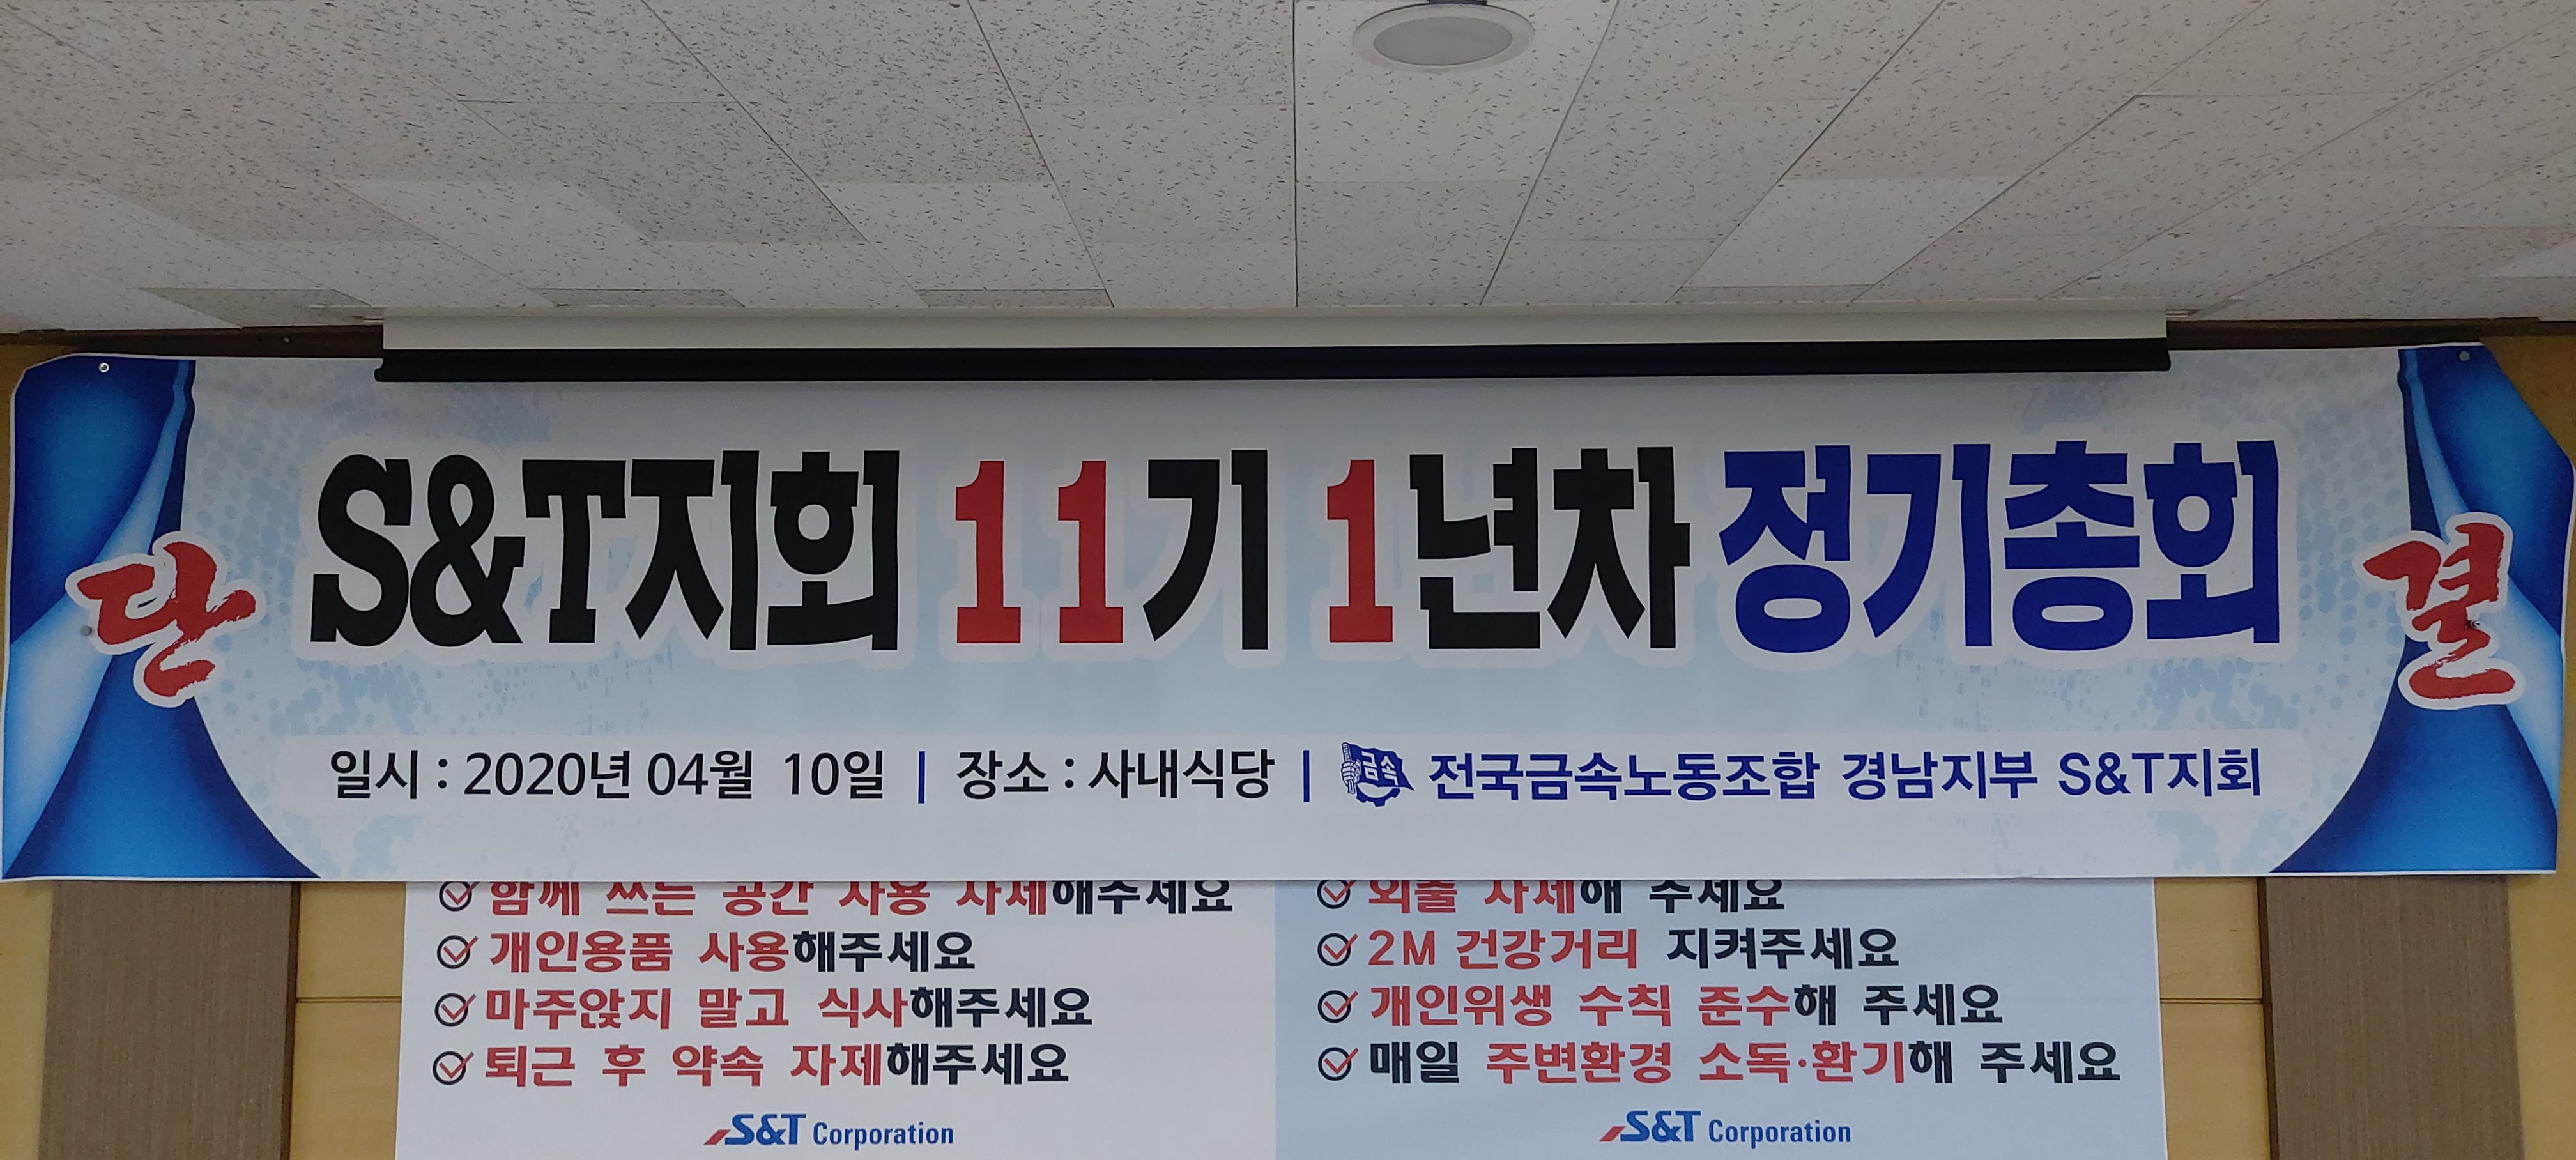 단 S&T지회 11기 1년차 정기총회 결
일시 : 2020년 04월 10일 | 장소 : 사내식당 | 금속 전국금속노동조합 경남지부 S&T지회
함께 쓰는 공간 사용 자제해주세요
개인용품 사용해주세요
마주앉지 말고 식사해주세요
퇴근 후 약속 자제해주세요
S&T Corporation
외출 자제해 주세요
2M 건강거리 지켜주세요
개인위생 수칙 준수해 주세요
매일 주변환경 소독·환기해 주세요
S&T Corporation